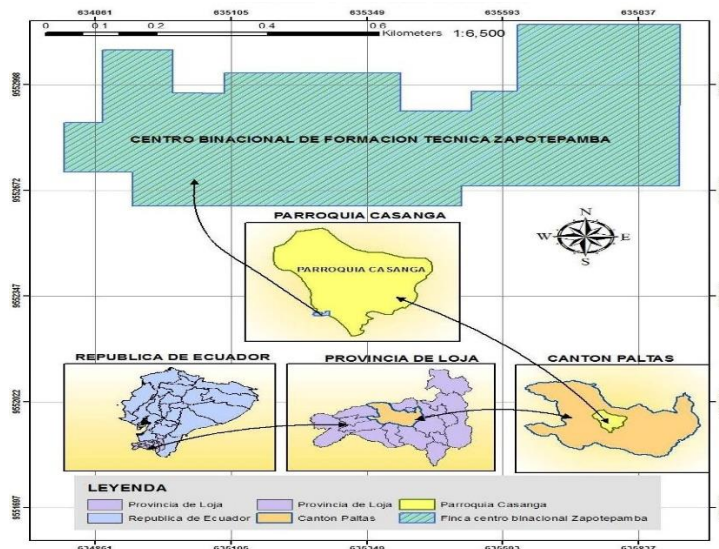 634861 635105 635349 635593 635837
0 0.1 0.2 0.4 0.6
Kilometers 1:6,500
CENTRO BINACIONAL DE FORMACION TECNICA ZAPOTEPAMBA
9552672
PARROQUIA CASANGA
N
W E
S
PARROQUIA CASANGA
9552347
REPUBLICA DE ECUADOR PROVINCIA DE LOJA CANTON PALTAS
9552022
LEYENDA
Provincia de Loja Provincia de Loja Parroquia Casanga
Republica de Ecuador Canton Paltas Finca centro binacional Zapotepamba
9551697
634861 635105 635349 635593 635837